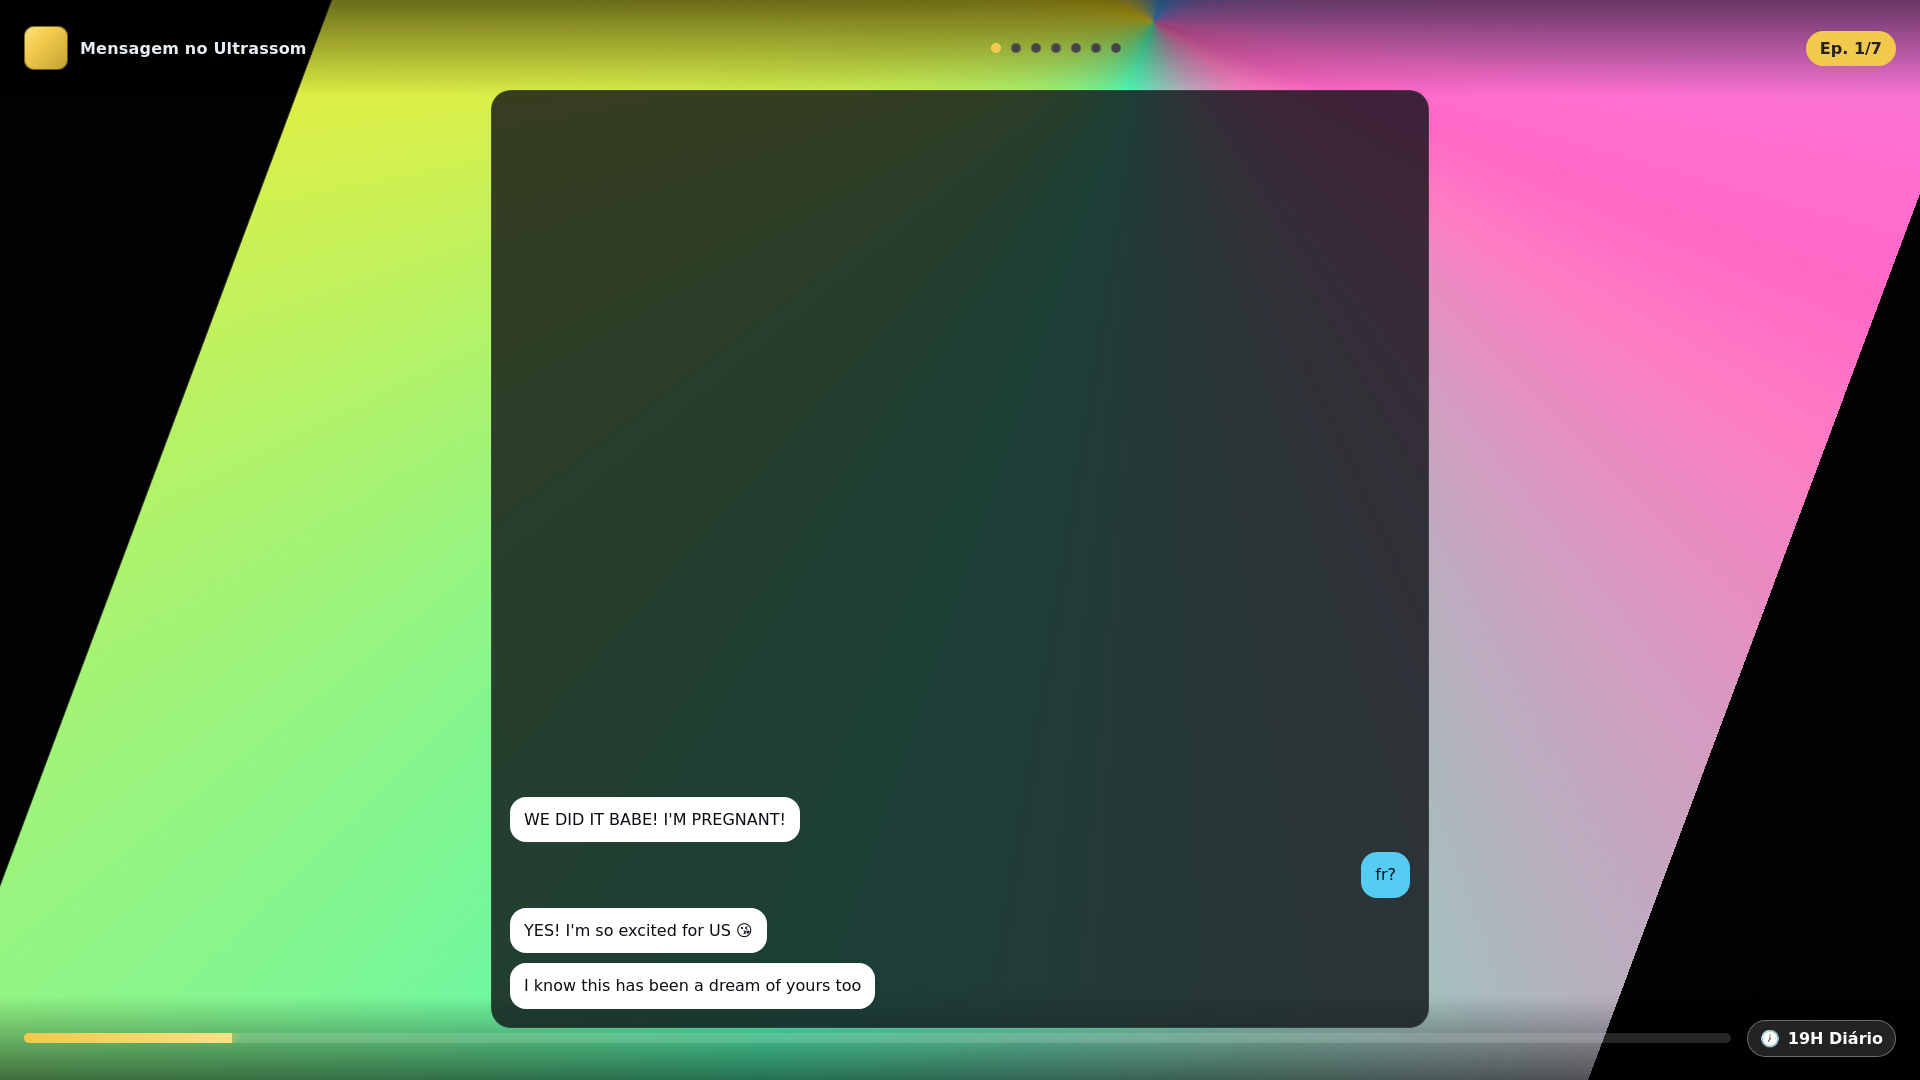 Mensagem no Ultrassom
Ep. 1/7
WE DID IT BABE! I'M PREGNANT!
fr?
YES! I'm so excited for US 😘
I know this has been a dream of yours too
🕖 19H Diário